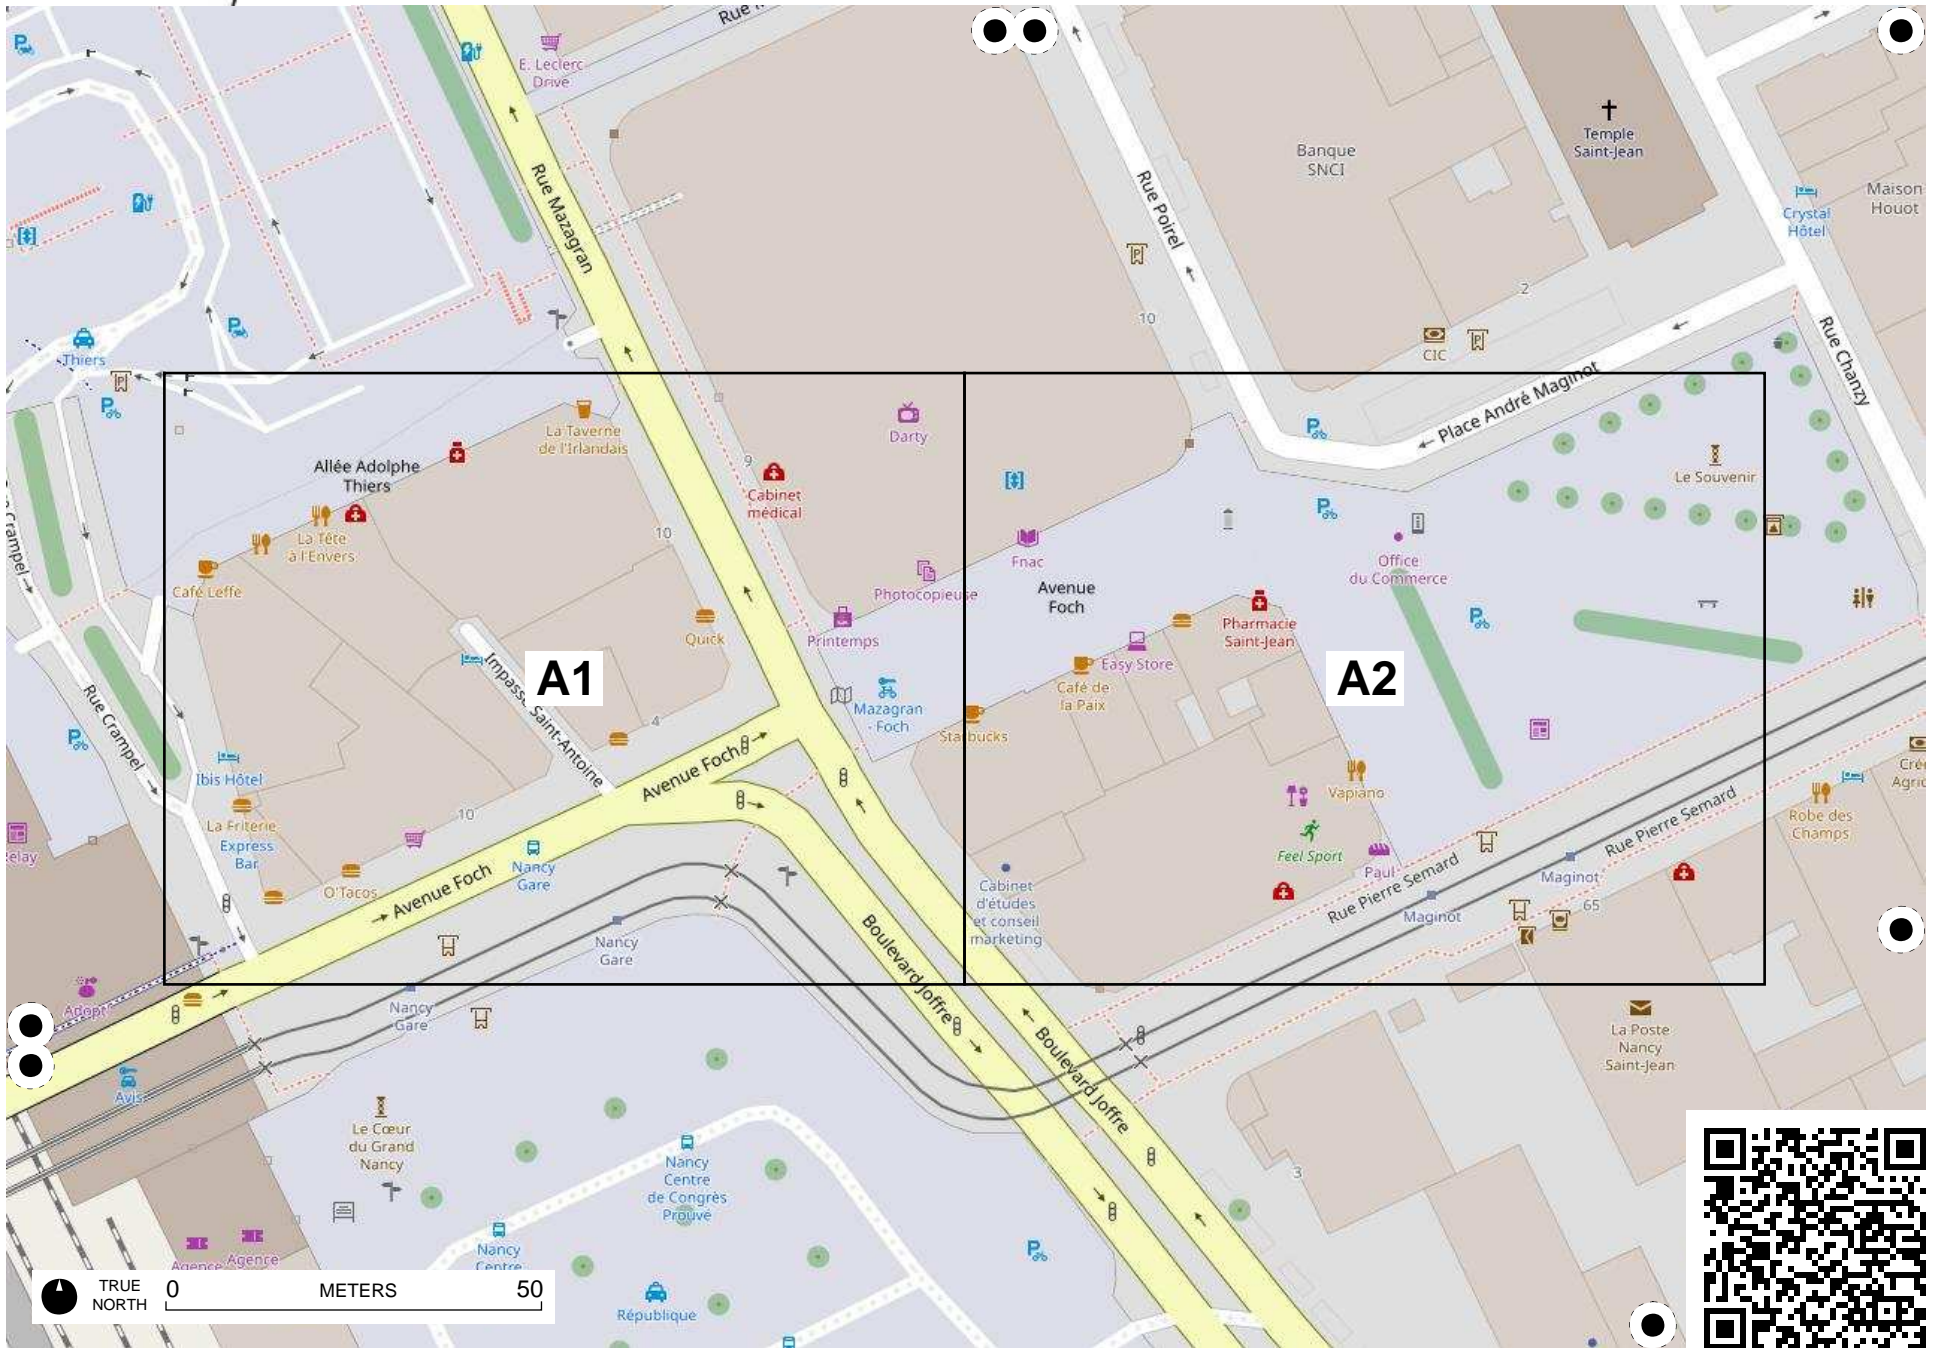 E. Leclerc
Drive
Rue Mazagran
Rue Poirel
Banque
SNCI
Temple
Saint-Jean
Maison
Houot
Crystal
Hôtel
Rue Chanzy
2
10
CIC
Place André Maginot
Thiers
La Taverne
de l'Irlandais
Allée Adolphe
Thiers
La Tête
à l'Envers
Café Leffe
Darty
9
Cabinet
médical
10
Photocopieuse
Printemps
Quick
Fnac
Avenue
Foch
Office
du Commerce
Le Souvenir
Pharmacie
Saint-Jean
Easy Store
Café de
la Paix
Starbucks
A1
A2
Impasse Saint-Antoine
4
Mazagran
- Foch
Rue Crampel
Rue Crampel
Ibis Hôtel
La Friterie
Express
Bar
10
O'Tacos
Nancy
Gare
Avenue Foch
Avenue Foch
Vapiano
Feel Sport
Paul
Cabinet
d'études
et conseil
marketing
Rue Pierre Semard
Rue Pierre Semard
Maginot
Maginot
65
Robe des
Champs
Nancy
Gare
Nancy
Gare
Boulevard Joffre
Boulevard Joffre
Adopt
Avis
La Poste
Nancy
Saint-Jean
Le Cœur
du Grand
Nancy
Nancy
Centre
de Congrès
Prouvé
3
Agence
Agence
Nancy
Centre
République
TRUE
NORTH
0 METERS 50